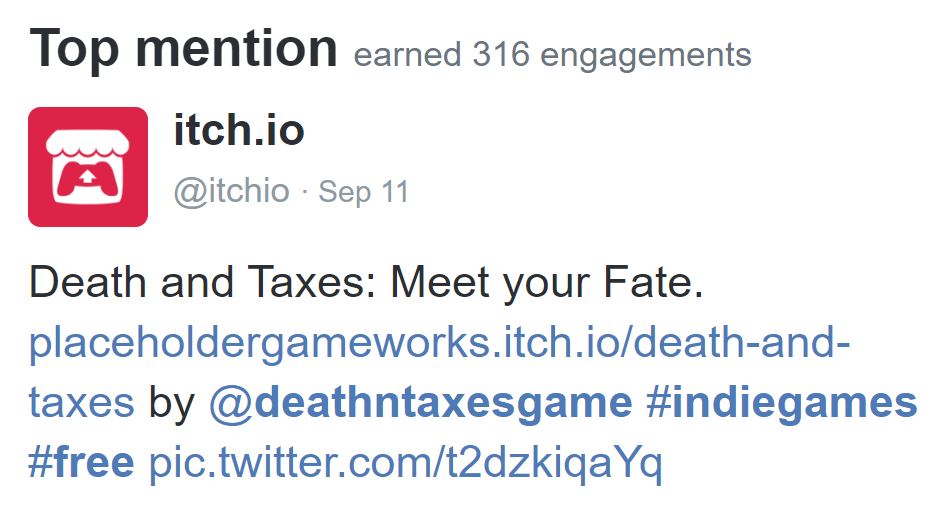 Top mention earned 316 engagements
itch.io
@itchio · Sep 11
Death and Taxes: Meet your Fate.
placeholdergameworks.itch.io/death-and-
taxes by @deathntaxesgame #indiegames
#free pic.twitter.com/t2dzkiqaYq